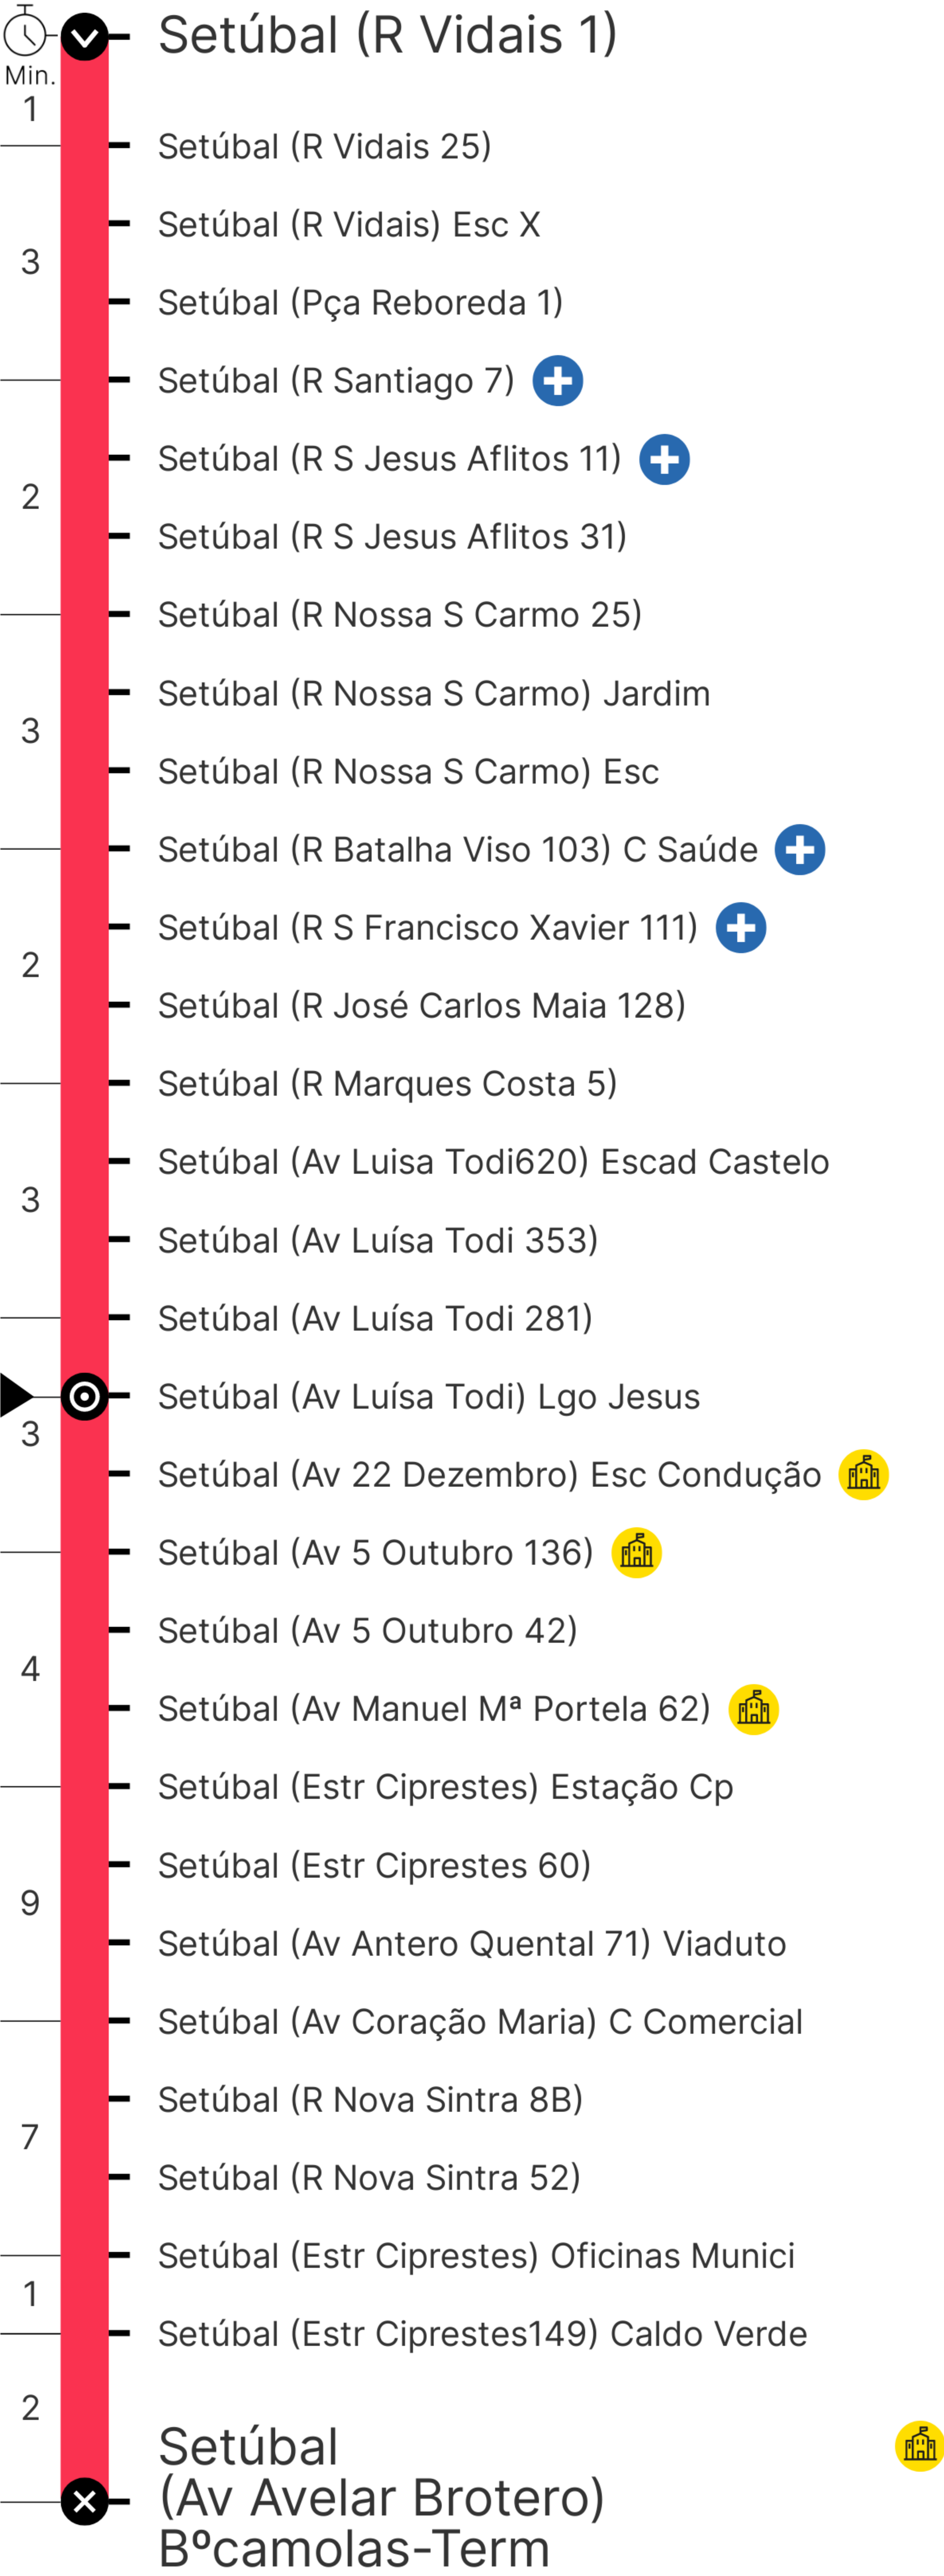 Setúbal (R Vidais 1)
Min.
1
Setúbal (R Vidais 25)
Setúbal (R Vidais) Esc X
3
Setúbal (Pça Reboreda 1)
Setúbal (R Santiago 7)
Setúbal (R S Jesus Aflitos 11)
2
Setúbal (R S Jesus Aflitos 31)
Setúbal (R Nossa S Carmo 25)
Setúbal (R Nossa S Carmo) Jardim
3
Setúbal (R Nossa S Carmo) Esc
Setúbal (R Batalha Viso 103) C Saúde
Setúbal (R S Francisco Xavier 111)
2
Setúbal (R José Carlos Maia 128)
Setúbal (R Marques Costa 5)
Setúbal (Av Luisa Todi620) Escad Castelo
3
Setúbal (Av Luísa Todi 353)
Setúbal (Av Luísa Todi 281)
Setúbal (Av Luísa Todi) Lgo Jesus
3
Setúbal (Av 22 Dezembro) Esc Condução
Setúbal (Av 5 Outubro 136)
Setúbal (Av 5 Outubro 42)
4
Setúbal (Av Manuel Mª Portela 62)
Setúbal (Estr Ciprestes) Estação Cp
Setúbal (Estr Ciprestes 60)
9
Setúbal (Av Antero Quental 71) Viaduto
Setúbal (Av Coração Maria) C Comercial
Setúbal (R Nova Sintra 8B)
7
Setúbal (R Nova Sintra 52)
Setúbal (Estr Ciprestes) Oficinas Munici
1
Setúbal (Estr Ciprestes149) Caldo Verde
2
Setúbal
(Av Avelar Brotero)
Bºcamolas-Term